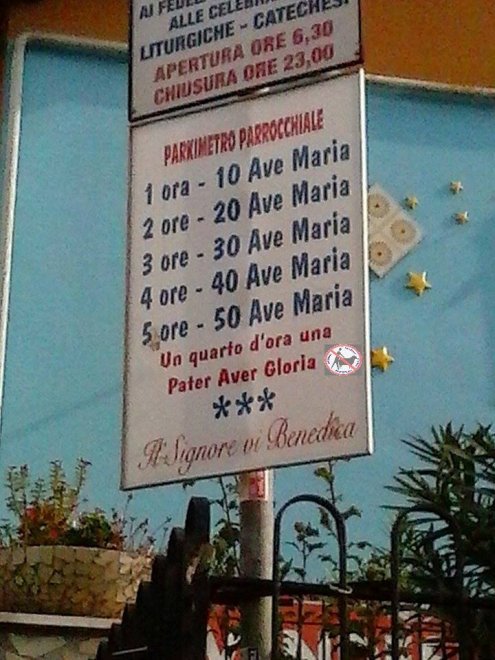 AI FEDEL
ALLE CELEBRA
LITURGICHE - CATECHESI
APERTURA ORE 6,30
CHIUSURA ORE 23,00
PARKIMETRO PARROCCHIALE
1 ora - 10 Ave Maria
2 ore - 20 Ave Maria
3 ore - 30 Ave Maria
4 ore - 40 Ave Maria
5 ore - 50 Ave Maria
Un quarto d'ora una
Pater Aver Gloria
***
Il Signore vi Benedica